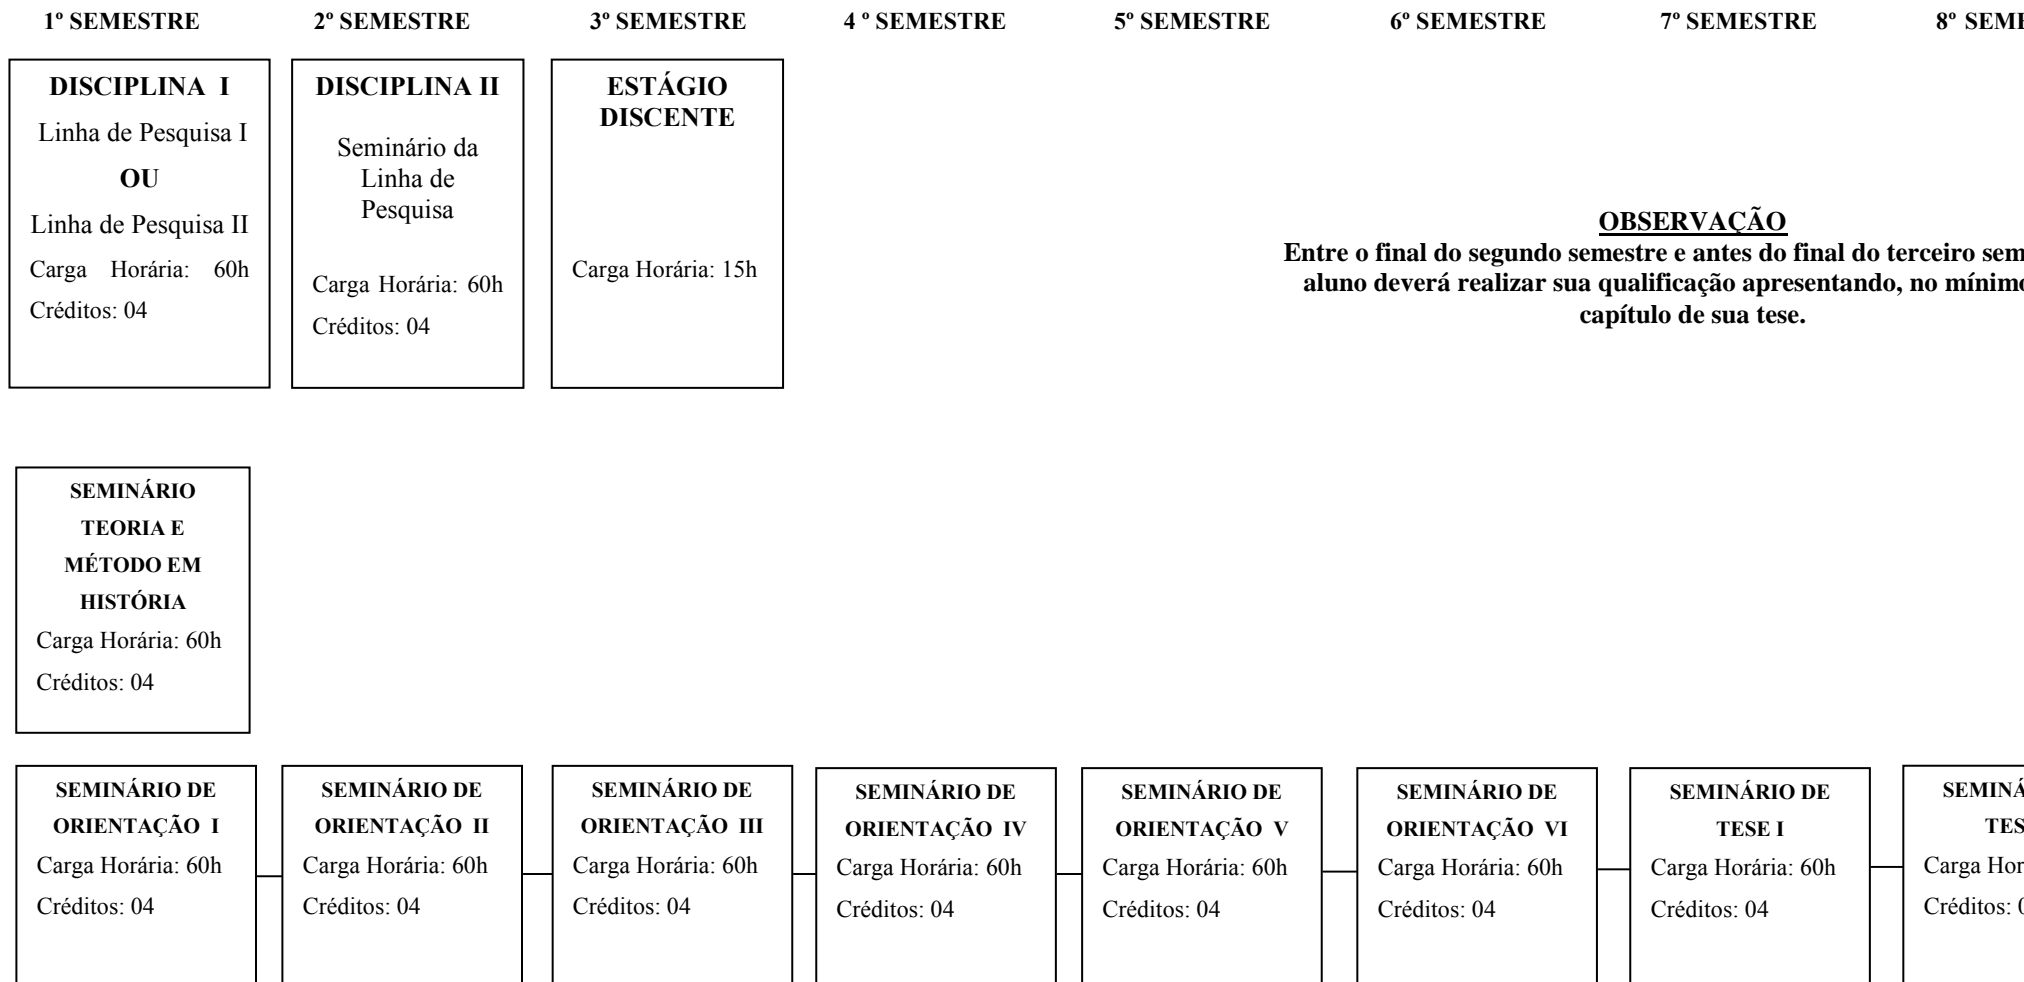 1º SEMESTRE 2º SEMESTRE 3º SEMESTRE 4 º SEMESTRE 5º SEMESTRE 6º SEMESTRE 7º SEMESTRE 8º
DISCIPLINA I
Linha de Pesquisa I
OU
Linha de Pesquisa II
Carga Horária: 60h
Créditos: 04
DISCIPLINA II
Seminário da
Linha de
Pesquisa
Carga Horária: 60h
Créditos: 04
ESTÁGIO
DISCENTE
Carga Horária: 15h
OBSERVAÇÃO
Entre o final do segundo semestre e antes do final do terceiro
aluno deverá realizar sua qualificação apresentando, no
capítulo de sua tese.
SEMINÁRIO
TEORIA E
MÉTODO EM
HISTÓRIA
Carga Horária: 60h
Créditos: 04
SEMINÁRIO DE
ORIENTAÇÃO I
Carga Horária: 60h
Créditos: 04
SEMINÁRIO DE
ORIENTAÇÃO II
Carga Horária: 60h
Créditos: 04
SEMINÁRIO DE
ORIENTAÇÃO III
Carga Horária: 60h
Créditos: 04
SEMINÁRIO DE
ORIENTAÇÃO IV
Carga Horária: 60h
Créditos: 04
SEMINÁRIO DE
ORIENTAÇÃO V
Carga Horária: 60h
Créditos: 04
SEMINÁRIO DE
ORIENTAÇÃO VI
Carga Horária: 60h
Créditos: 04
SEMINÁRIO DE
TESE I
Carga Horária: 60h
Créditos: 04
Carga
Créditos: